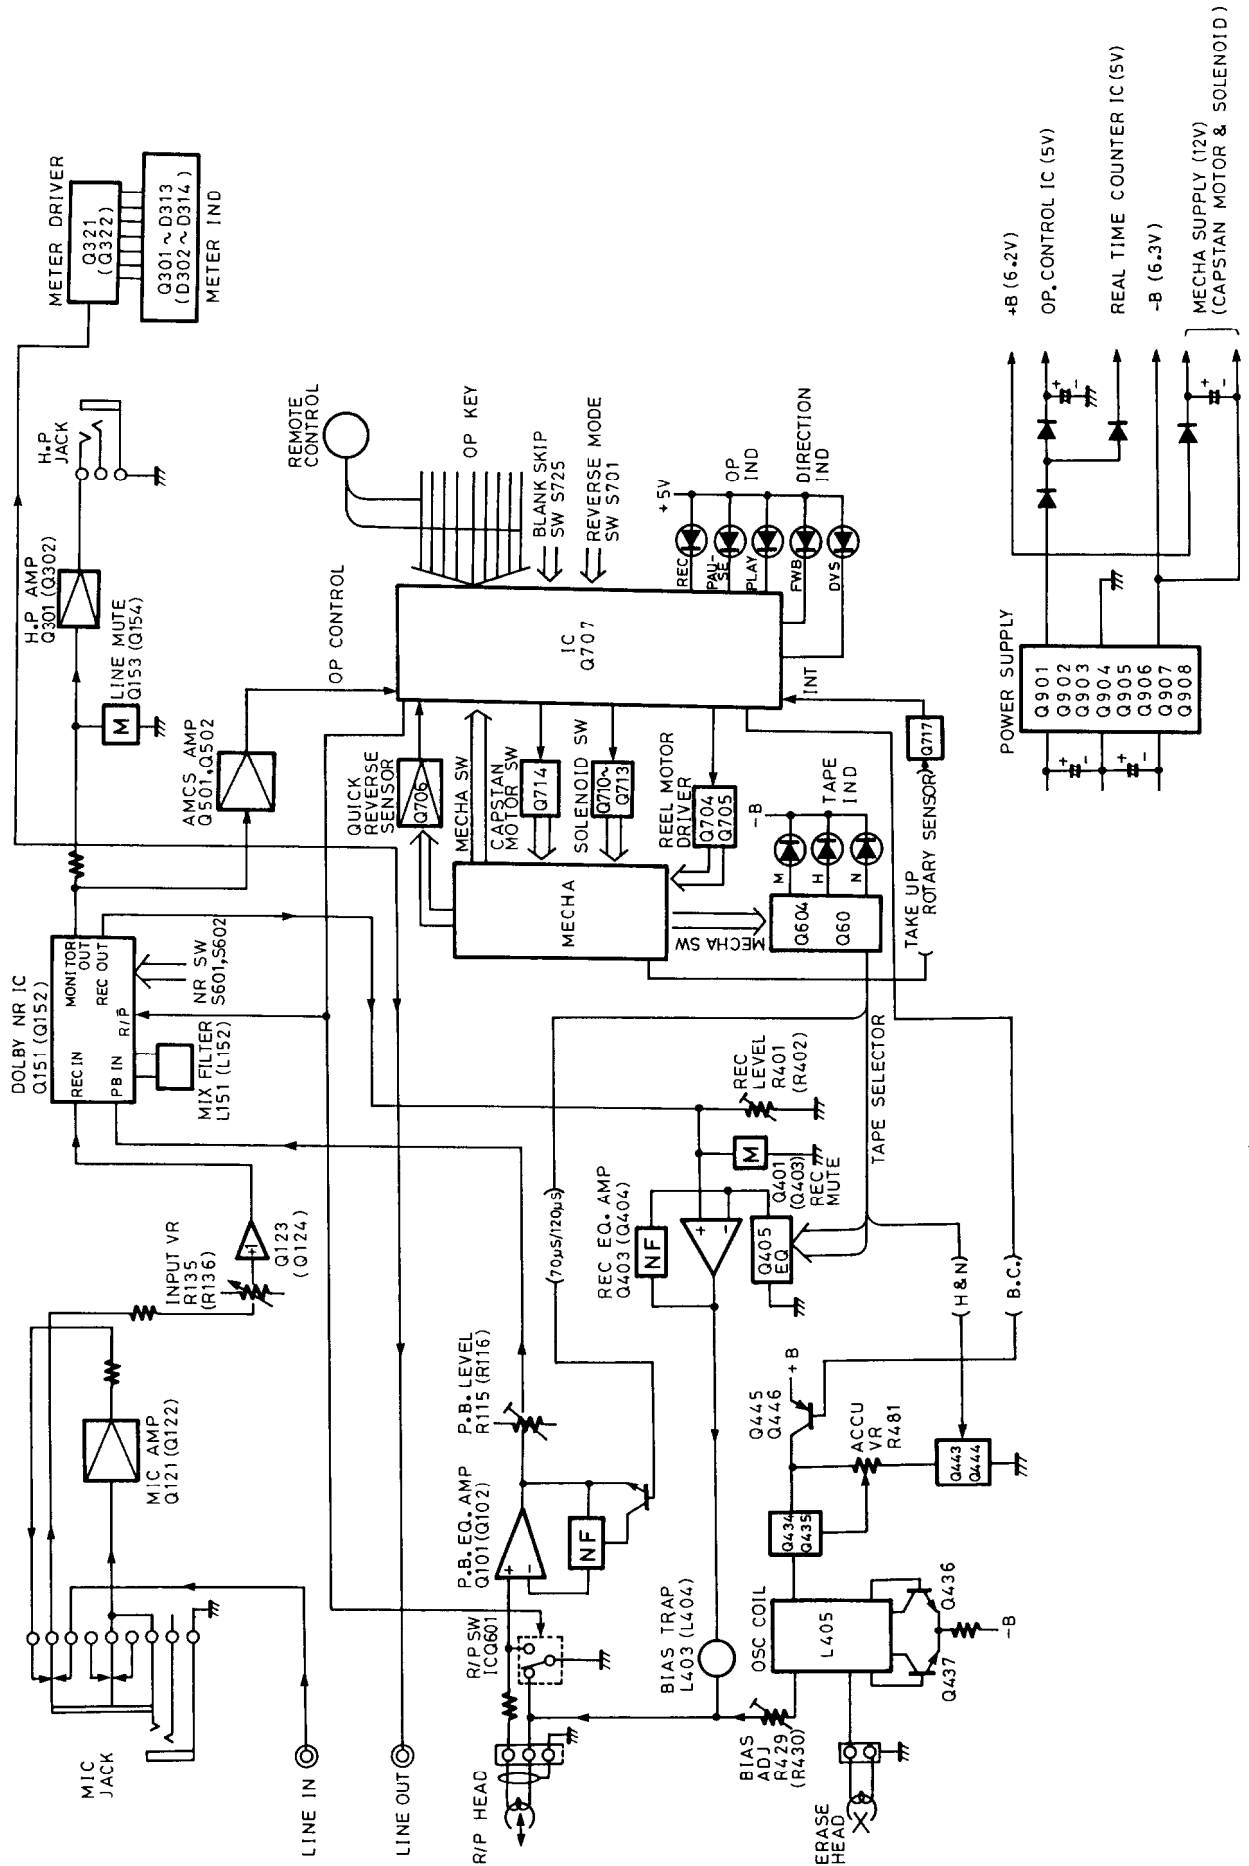 MIC
JACK
MIC AMP
Q121(Q122)
INPUT VR
R135
(R136)
+1
Q123
(Q124)
DOLBY NR IC
Q151(Q152)
REC IN
PB IN
R/P̄
MONITOR
OUT
REC OUT
MIX FILTER
L151 (L152)
NR SW
S601,S602
LINE MUTE
Q153 (Q154)
M
H.P AMP
Q301 (Q302)
H.P
JACK
METER DRIVER
Q321
(Q322)
Q301~D313
(D302~D314)
METER IND
AMCS AMP
Q501,Q502
LINE IN
LINE OUT
OP CONTROL
REMOTE
CONTROL
OP KEY
BLANK SKIP
SW S725
REVERSE MODE
SW S701
IC
Q707
INT
+5V
REC
PAU-
SE
PLAY
FWB
DVS
OP
IND
DIRECTION
IND
QUICK
REVERSE
SENSOR
Q706
MECHA SW
CAPSTAN
MOTOR SW
Q714
SOLENOID SW
Q710~
Q713
REEL MOTOR
DRIVER
Q704
Q705
MECHA
MECHA SW
-B
M
H
N
TAPE
IND
Q604
Q60
TAKE UP
ROTARY SENSOR
Q717
R/P HEAD
R/P SW
ICQ601
P.B. EQ. AMP
Q101(Q102)
+
-
NF
P.B. LEVEL
R115 (R116)
(70μS/120μS)
REC EQ. AMP
Q403 (Q404)
NF
+
-
Q405
EQ
M
Q401
(Q403)
REC
MUTE
REC
LEVEL
R401
(R402)
TAPE SELECTOR
BIAS TRAP
L403 (L404)
BIAS
ADJ
R429
(R430)
OSC COIL
L405
Q434
Q435
Q445
Q446
+B
ACCU
VR
R481
Q443
Q444
(H & N)
(B.C.)
ERASE
HEAD
Q437
Q436
-B
POWER SUPPLY
Q901
Q902
Q903
Q904
Q905
Q906
Q907
Q908
+
-
+
-
+
-
+
-
+B (6.2V)
OP. CONTROL IC (5V)
REAL TIME COUNTER IC (5V)
-B (6.3V)
MECHA SUPPLY (12V)
(CAPSTAN MOTOR & SOLENOID)